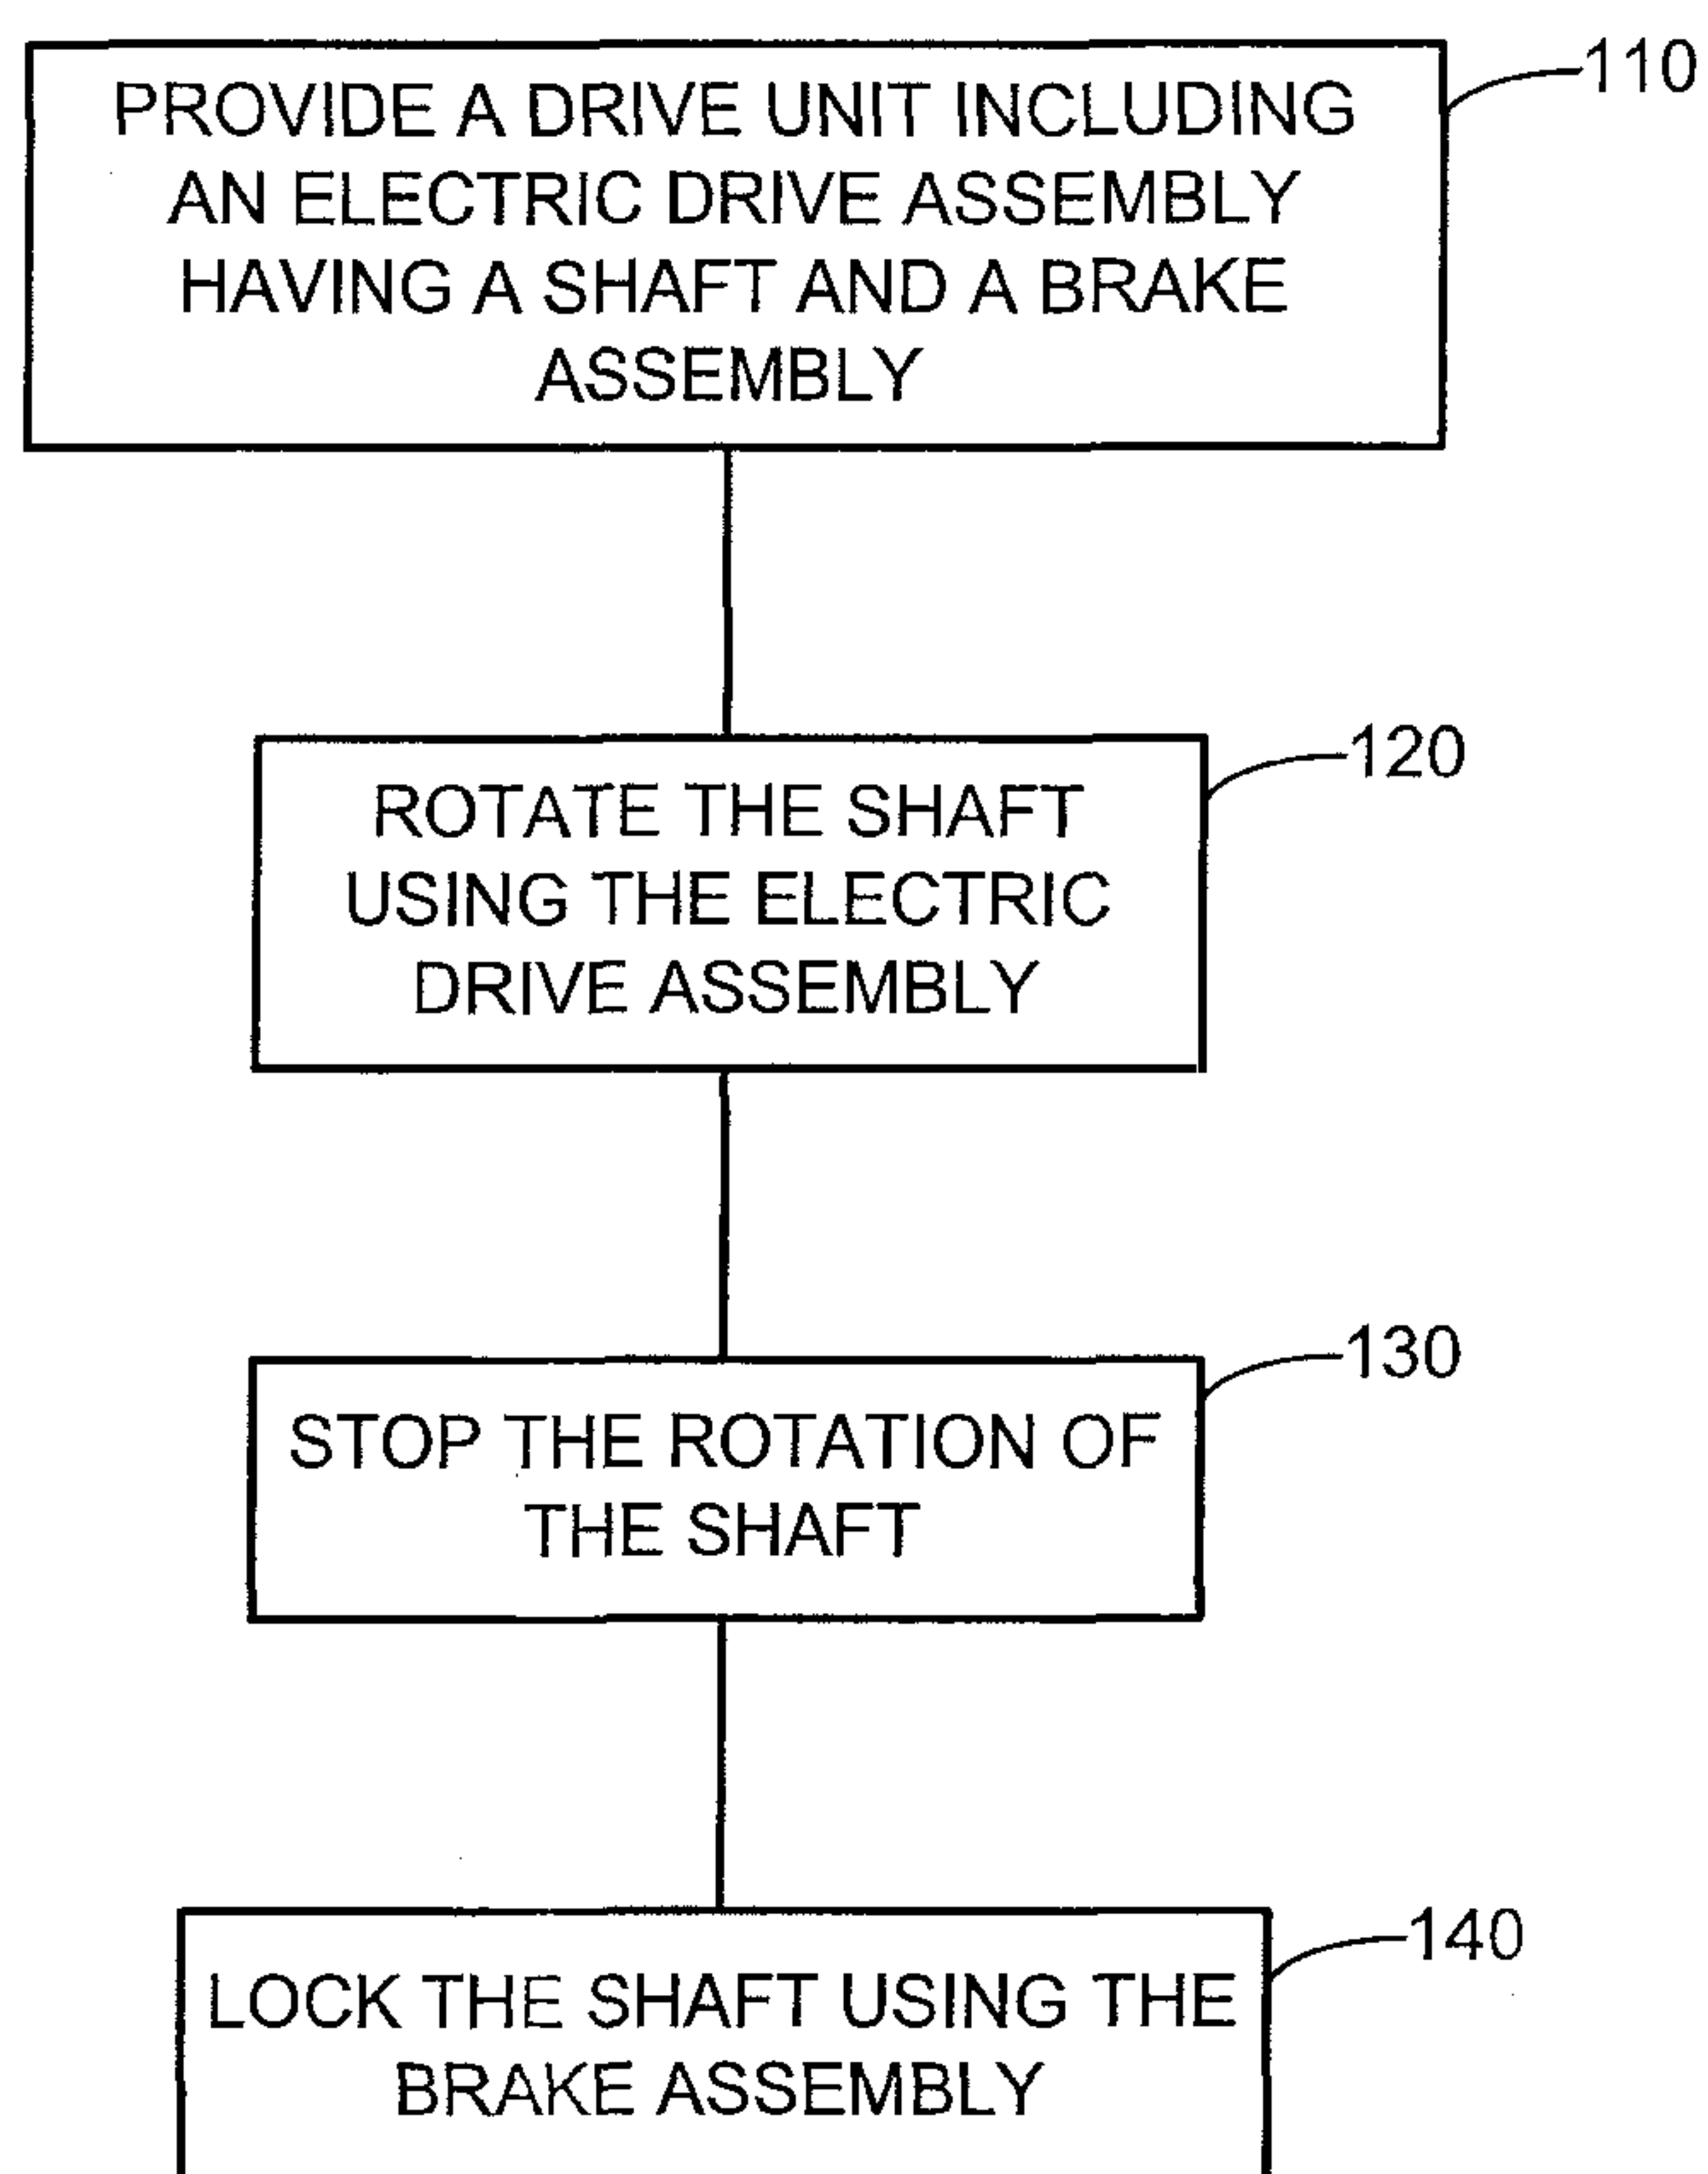 PROVIDE A DRIVE UNIT INCLUDING
AN ELECTRIC DRIVE ASSEMBLY
HAVING A SHAFT AND A BRAKE
ASSEMBLY
110
ROTATE THE SHAFT
USING THE ELECTRIC
DRIVE ASSEMBLY
120
STOP THE ROTATION OF
THE SHAFT
130
LOCK THE SHAFT USING THE
BRAKE ASSEMBLY
140